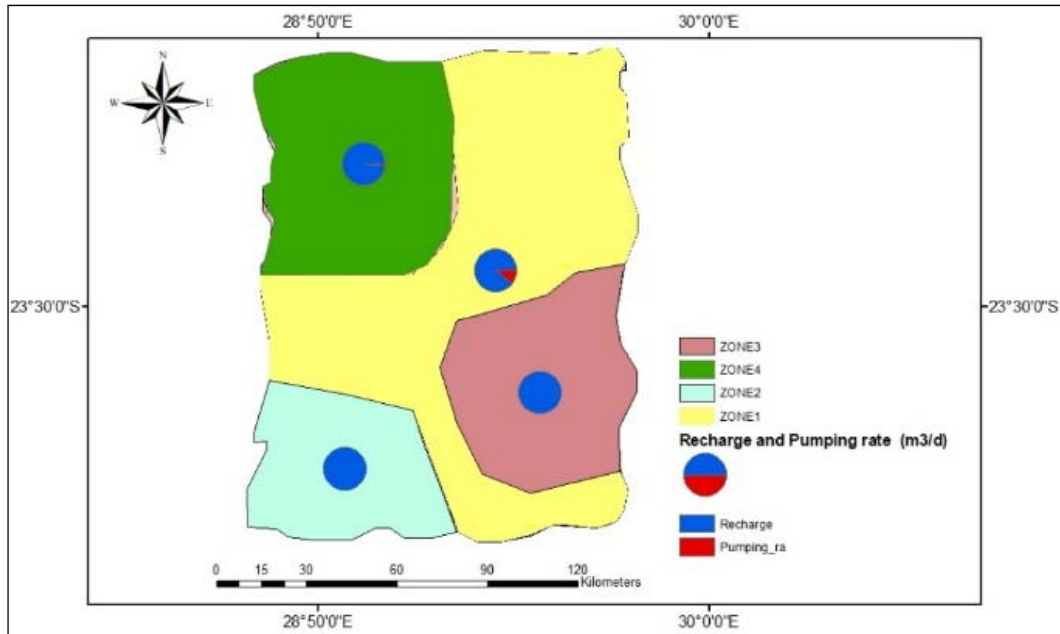 28°50'0"E
30°0'0"E
N
W
E
S
23°30'0"S
23°30'0"S
ZONE3
ZONE4
ZONE2
ZONE1
Recharge and Pumping rate (m3/d)
Recharge
Pumping_ra
0 15 30 60 90 120
Kilometers
28°50'0"E
30°0'0"E